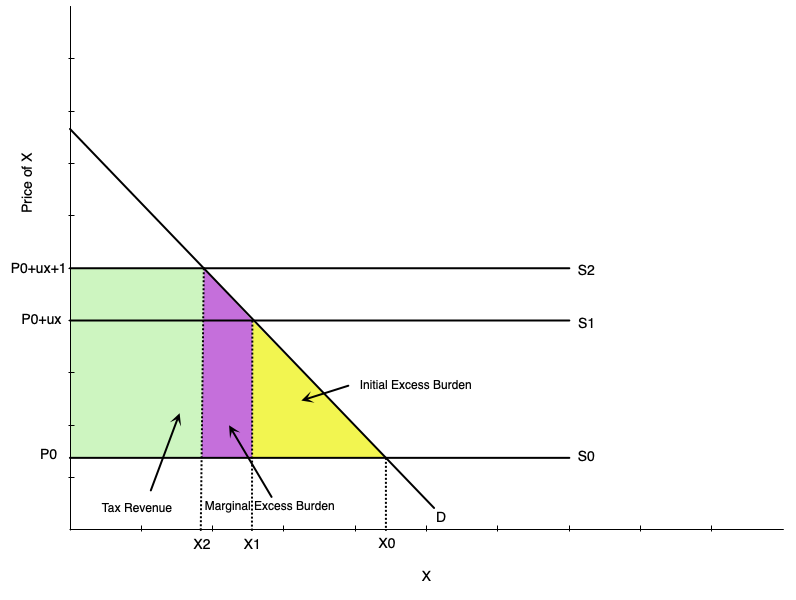 Price of X
P0+ux+1
S2
P0+ux
S1
Initial Excess Burden
P0
S0
Tax Revenue
Marginal Excess Burden
D
X2
X1
X0
X